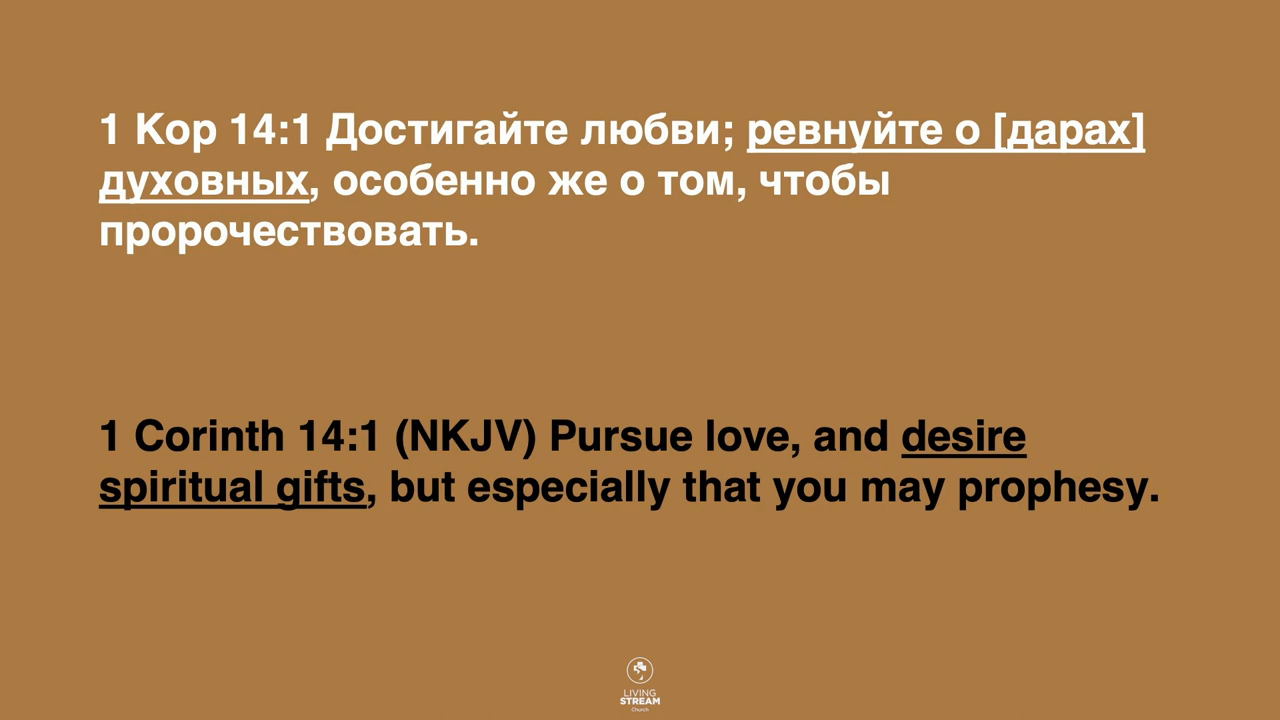 1 Кор 14:1 Достигайте любви; ревнуйте о [дарах]
духовных, особенно же о том, чтобы
пророчествовать.
1 Corinth 14:1 (NKJV) Pursue love, and desire
spiritual gifts, but especially that you may prophesy.
LIVING
STREAM
Church